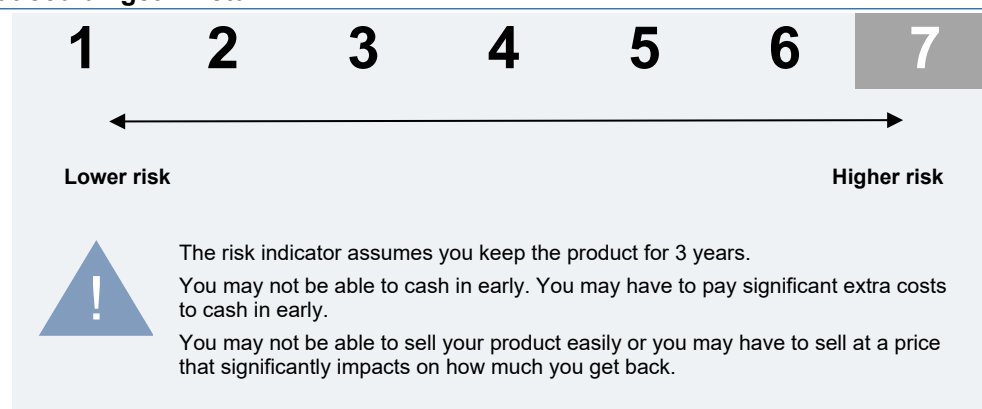 1 2 3 4 5 6 7
Lower risk Higher risk
!
The risk indicator assumes you keep the product for 3 years.
You may not be able to cash in early. You may have to pay significant extra costs
to cash in early.
You may not be able to sell your product easily or you may have to sell at a price
that significantly impacts on how much you get back.